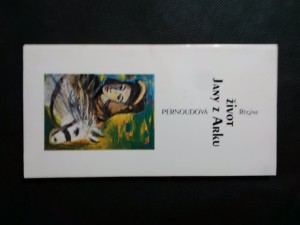 Régine
PERNOUDOVÁ
ŽIVOT
JANY Z ARKU